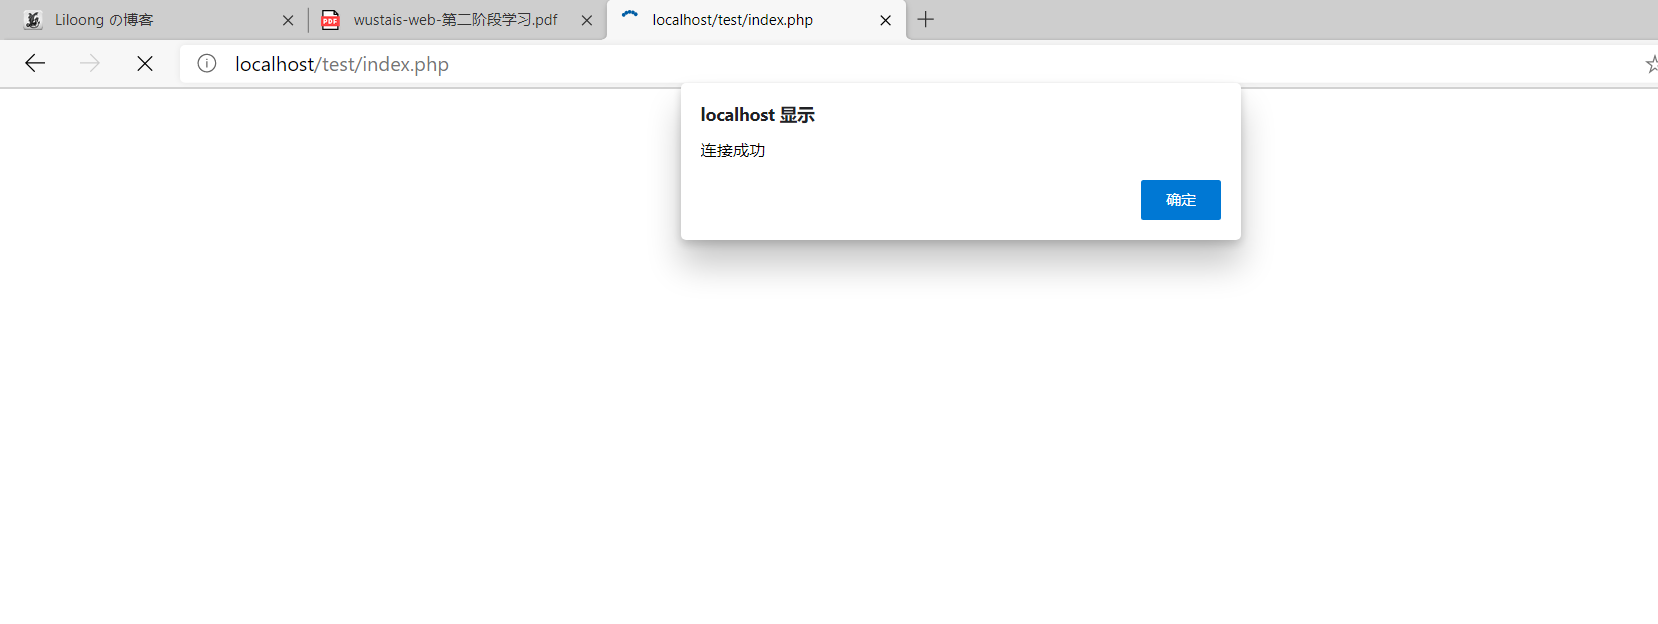 Liloong の博客
wustais-web-第二阶段学习.pdf
localhost/test/index.php
localhost/test/index.php
localhost 显示
连接成功
确定